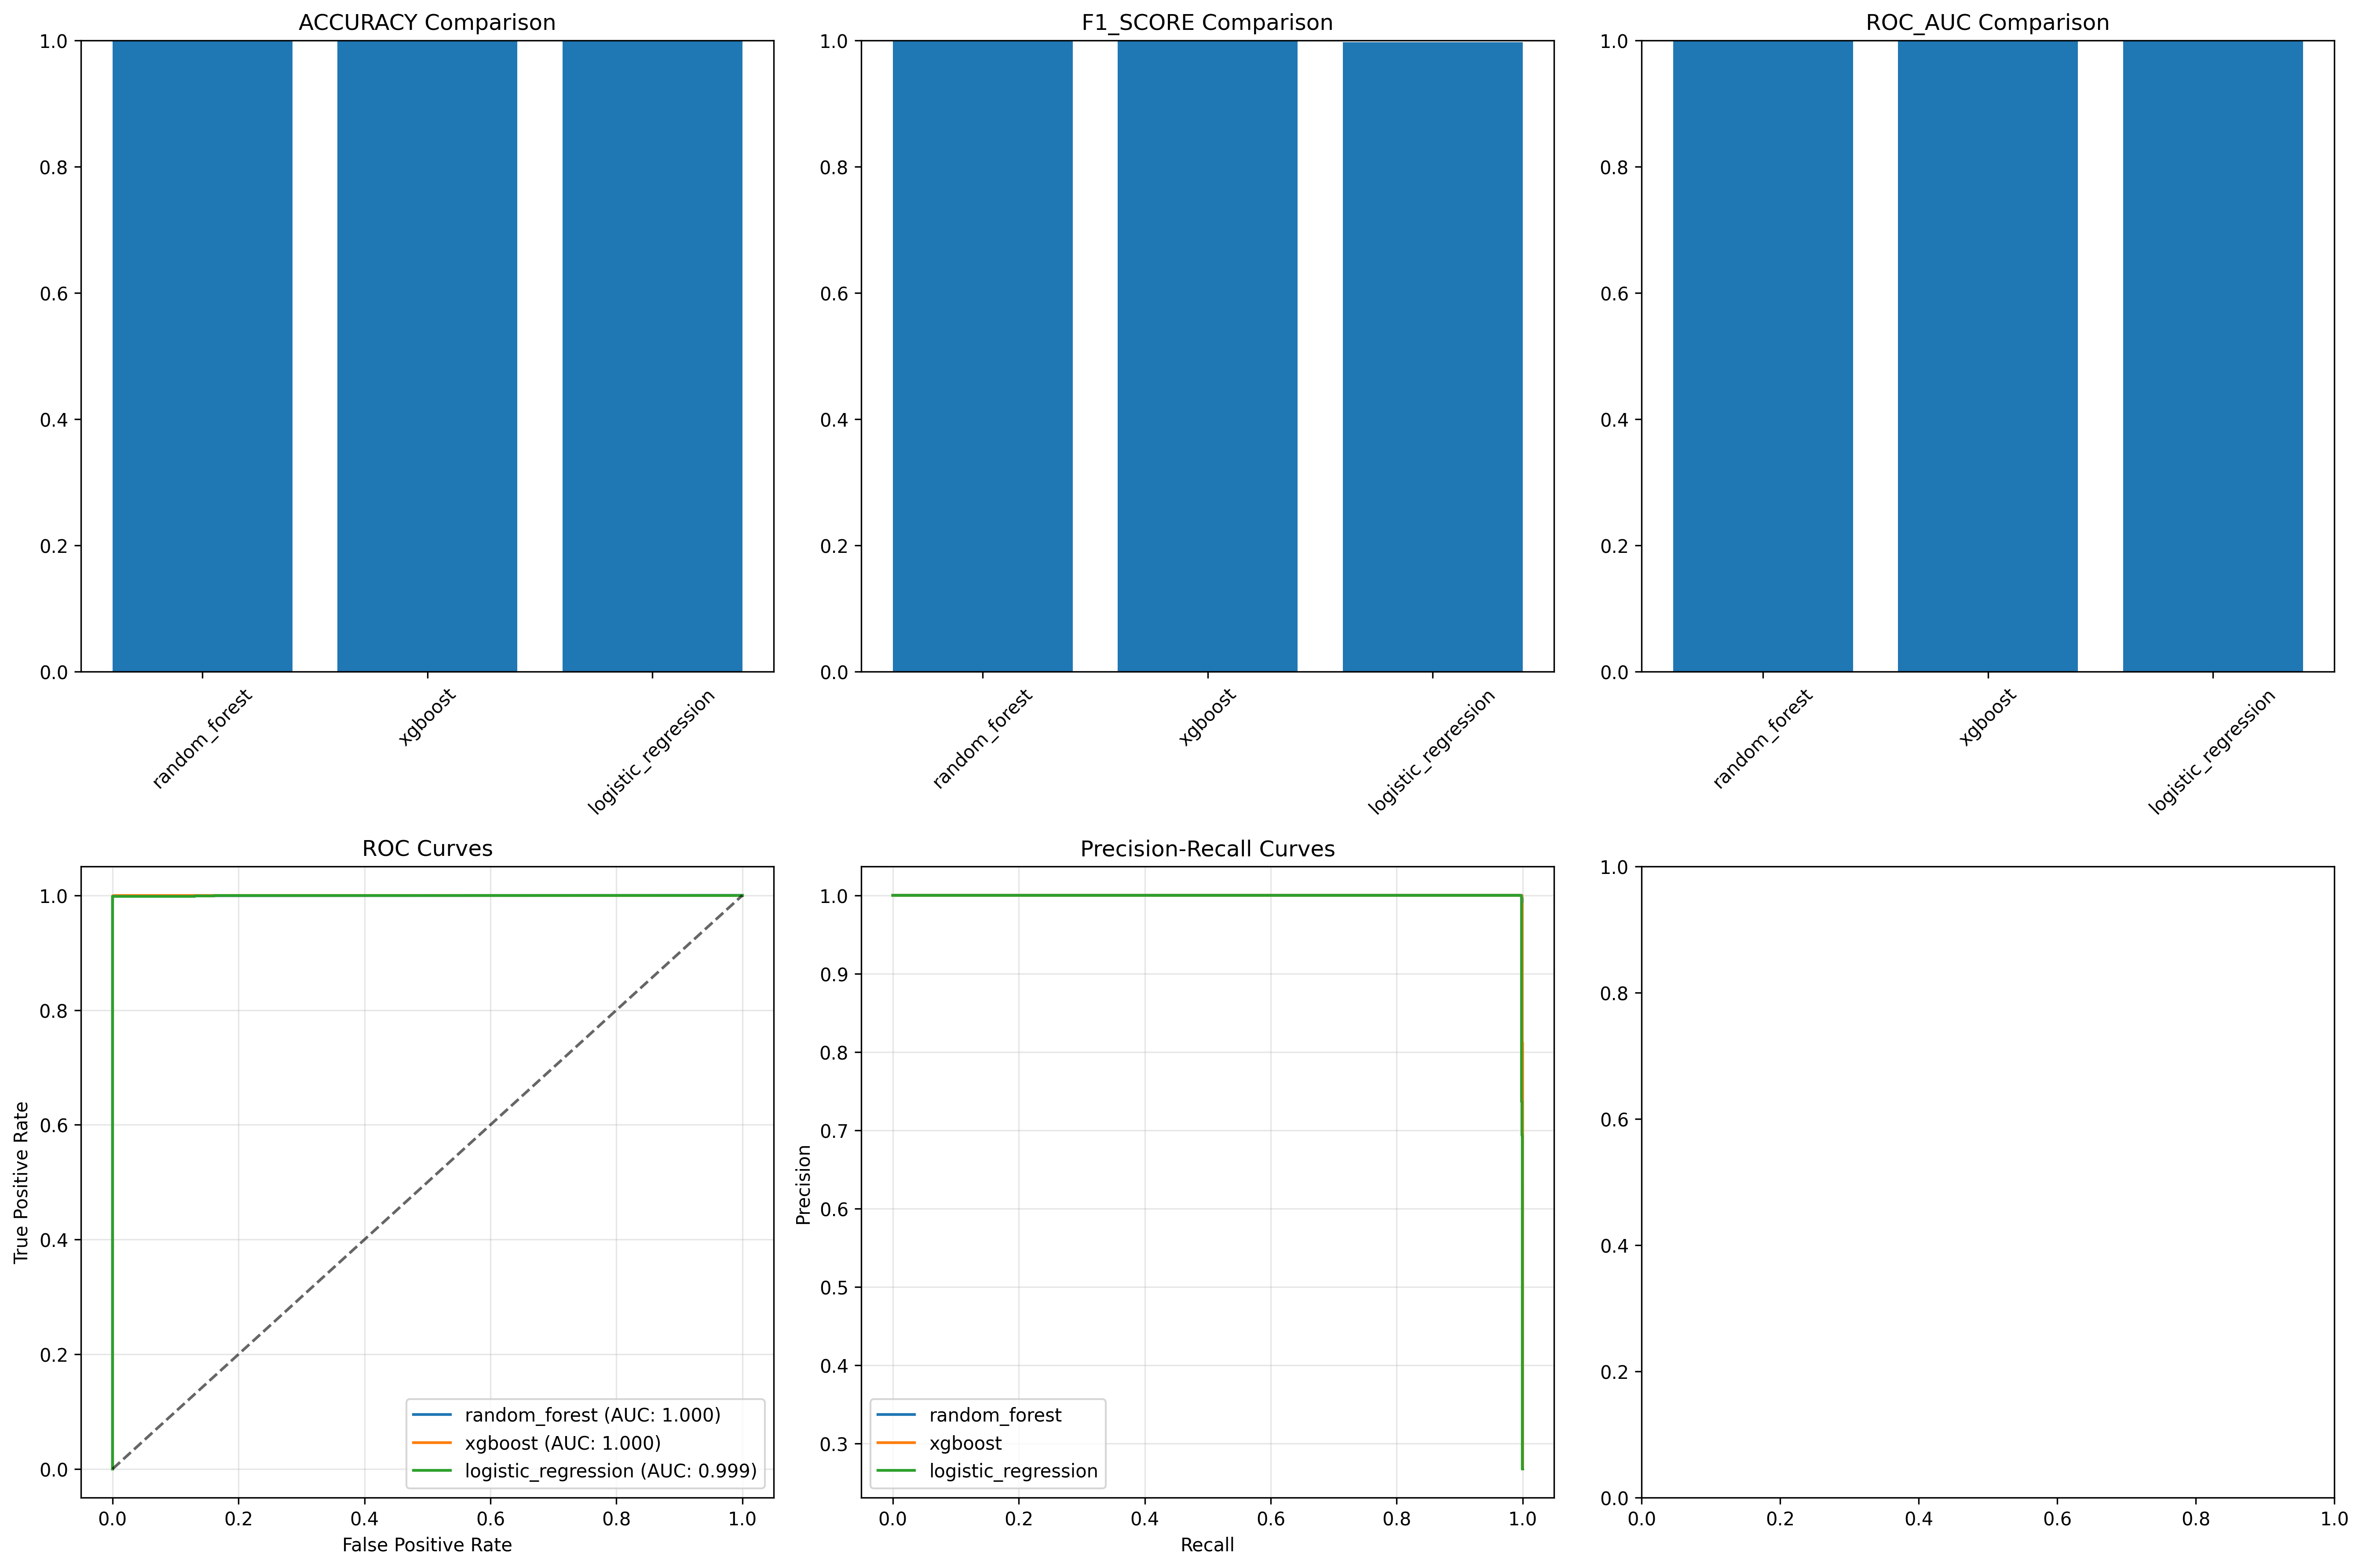 ACCURACY Comparison
1.0
0.8
0.6
0.4
0.2
0.0
random_forest
xgboost
logistic_regression
F1_SCORE Comparison
1.0
0.8
0.6
0.4
0.2
0.0
random_forest
xgboost
logistic_regression
ROC_AUC Comparison
1.0
0.8
0.6
0.4
0.2
0.0
random_forest
xgboost
logistic_regression
ROC Curves
True Positive Rate
1.0
0.8
0.6
0.4
0.2
0.0
random_forest (AUC: 1.000)
xgboost (AUC: 1.000)
logistic_regression (AUC: 0.999)
0.0 0.2 0.4 0.6 0.8 1.0
False Positive Rate
Precision-Recall Curves
Precision
1.0
0.9
0.8
0.7
0.6
0.5
0.4
0.3
random_forest
xgboost
logistic_regression
0.0 0.2 0.4 0.6 0.8 1.0
Recall
1.0
0.8
0.6
0.4
0.2
0.0
0.0 0.2 0.4 0.6 0.8 1.0